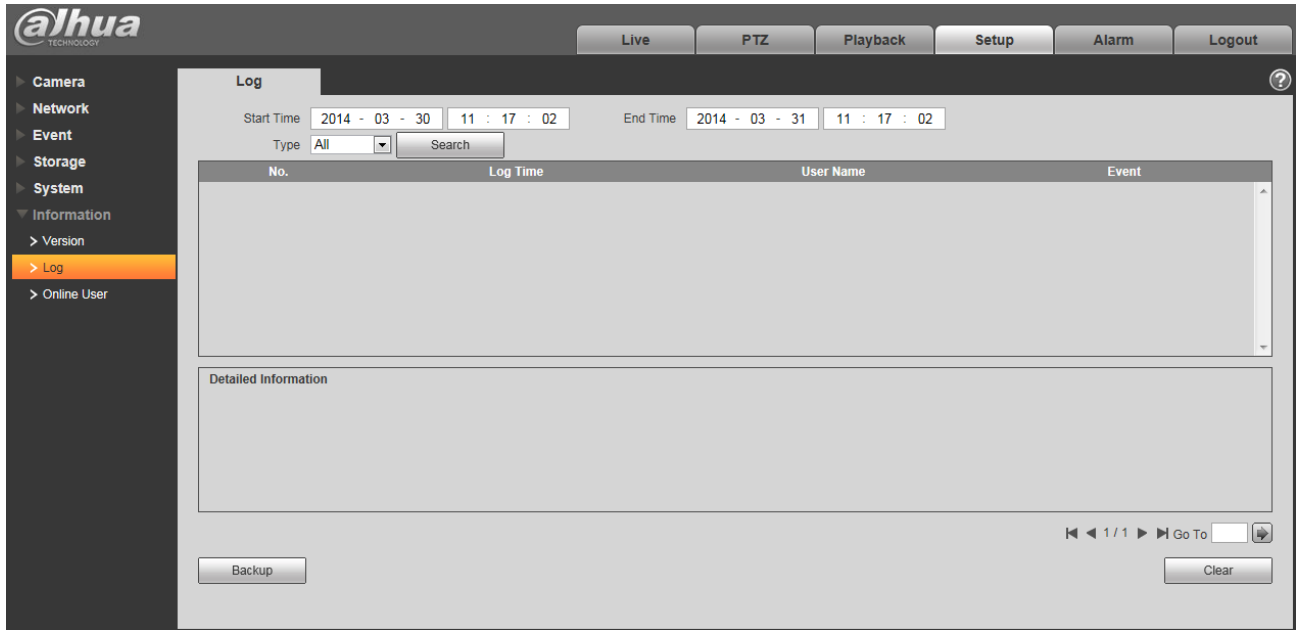 alhua
TECHNOLOGY
Live PTZ Playback Setup Alarm Logout
Camera
Network
Event
Storage
System
Information
> Version
> Log
> Online User
Log
?
Start Time 2014 - 03 - 30 11 : 17 : 02 End Time 2014 - 03 - 31 11 : 17 : 02
Type All Search
No. Log Time User Name Event
Detailed Information
1 / 1 Go To
Backup Clear